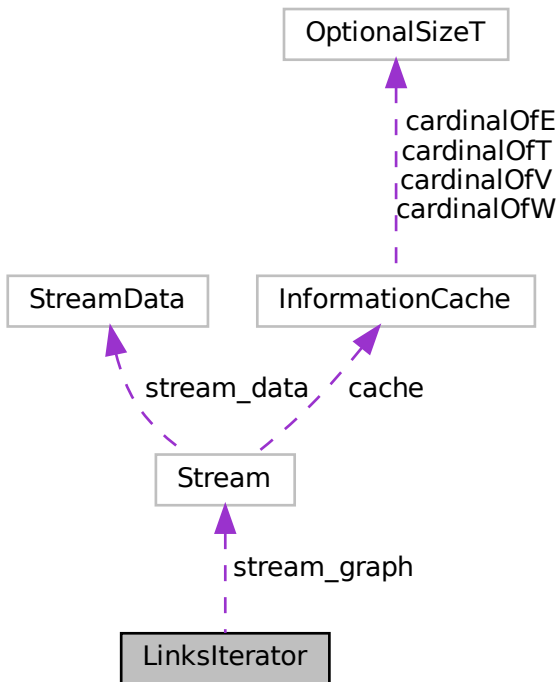 OptionalSizeT
cardinalOfE
cardinalOfT
cardinalOfV
cardinalOfW
StreamData
InformationCache
stream_data
cache
Stream
stream_graph
LinksIterator